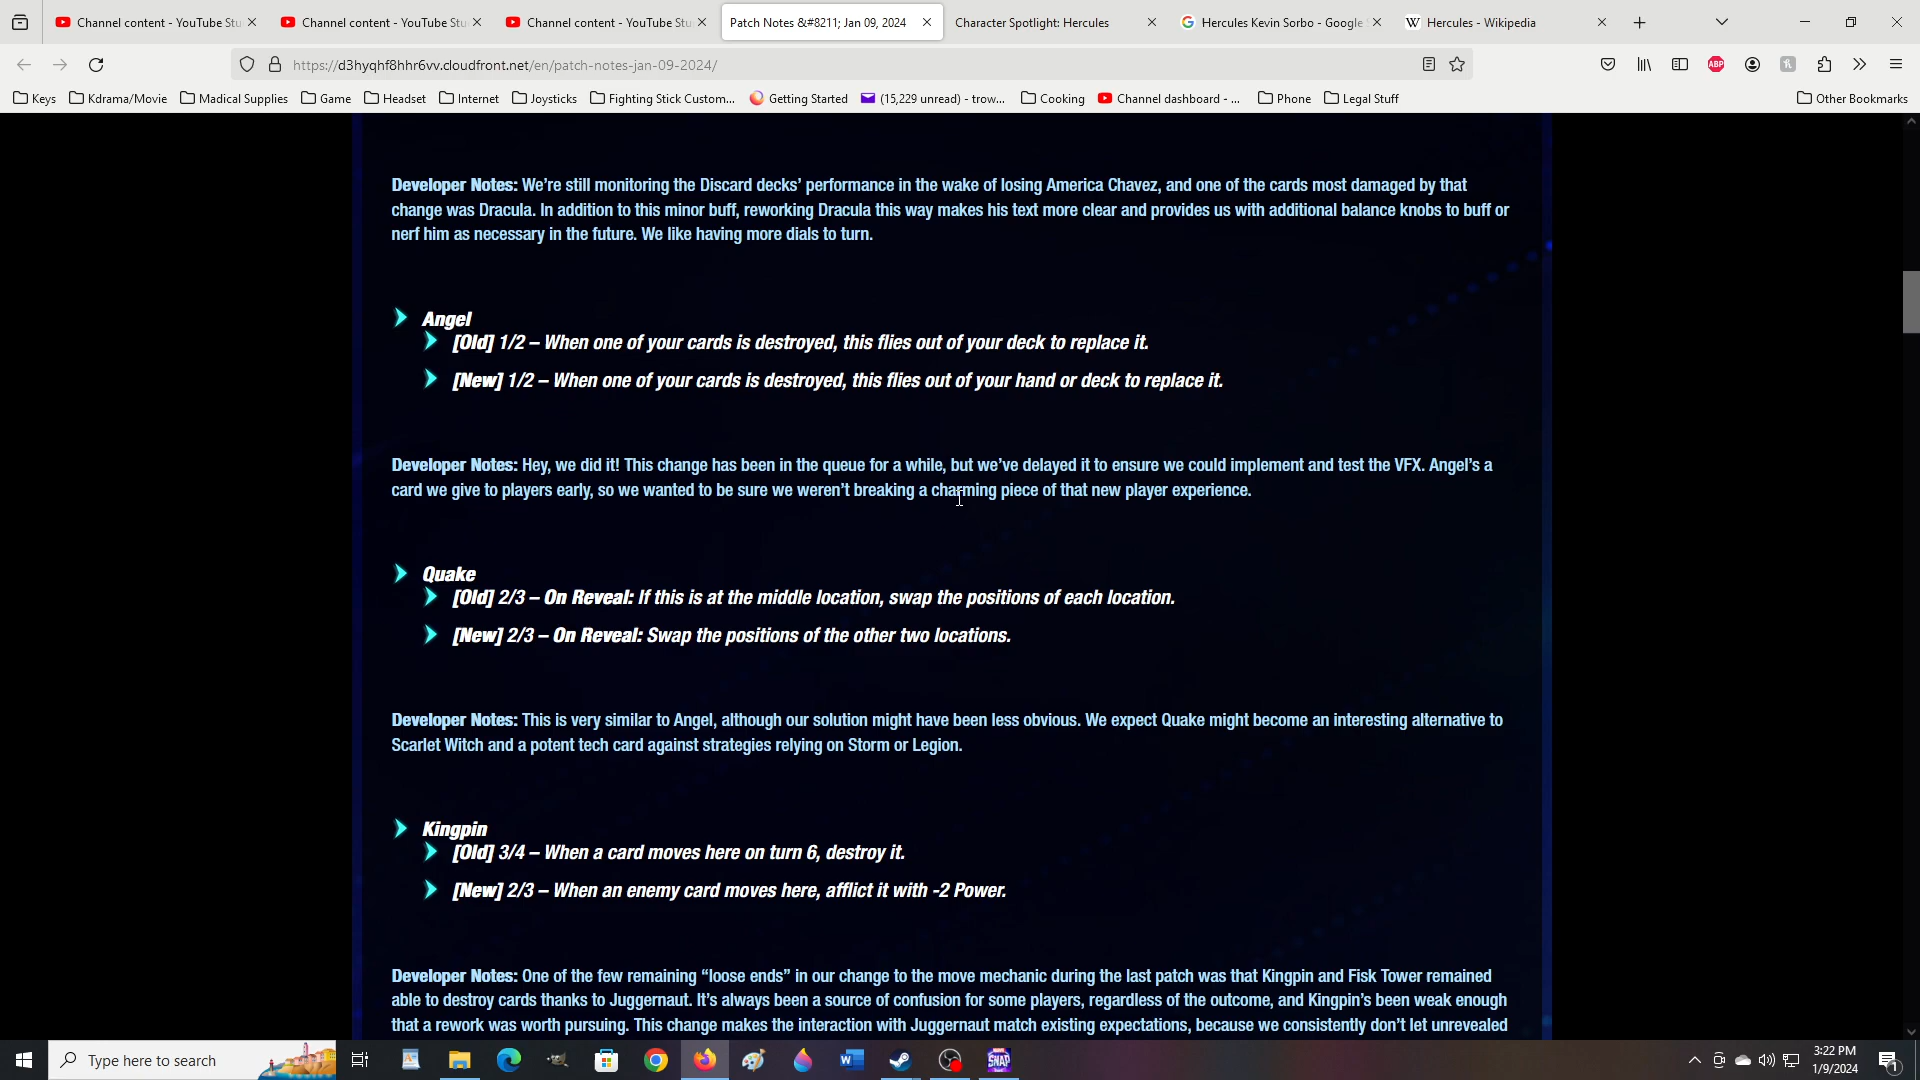 Channel content - YouTube Stu
Channel content - YouTube Stu
Channel content - YouTube Stu
Patch Notes &#8211; Jan 09, 2024
Character Spotlight: Hercules
Hercules Kevin Sorbo - Google
Hercules - Wikipedia
https://d3hyqhf8hhr6vv.cloudfront.net/en/patch-notes-jan-09-2024/
ABP
Keys
Kdrama/Movie
Madical Supplies
Game
Headset
Internet
Joysticks
Fighting Stick Custom...
Getting Started
(15,229 unread) - trow...
Cooking
Channel dashboard - ...
Phone
Legal Stuff
Other Bookmarks
Developer Notes: We're still monitoring the Discard decks' performance in the wake of losing America Chavez, and one of the cards most damaged by that
change was Dracula. In addition to this minor buff, reworking Dracula this way makes his text more clear and provides us with additional balance knobs to buff or
nerf him as necessary in the future. We like having more dials to turn.
Angel
[Old] 1/2 – When one of your cards is destroyed, this flies out of your deck to replace it.
[New] 1/2 – When one of your cards is destroyed, this flies out of your hand or deck to replace it.
Developer Notes: Hey, we did it! This change has been in the queue for a while, but we've delayed it to ensure we could implement and test the VFX. Angel's a
card we give to players early, so we wanted to be sure we weren't breaking a charming piece of that new player experience.
Quake
[Old] 2/3 – On Reveal: If this is at the middle location, swap the positions of each location.
[New] 2/3 – On Reveal: Swap the positions of the other two locations.
Developer Notes: This is very similar to Angel, although our solution might have been less obvious. We expect Quake might become an interesting alternative to
Scarlet Witch and a potent tech card against strategies relying on Storm or Legion.
Kingpin
[Old] 3/4 – When a card moves here on turn 6, destroy it.
[New] 2/3 – When an enemy card moves here, afflict it with -2 Power.
Developer Notes: One of the few remaining “loose ends” in our change to the move mechanic during the last patch was that Kingpin and Fisk Tower remained
able to destroy cards thanks to Juggernaut. It's always been a source of confusion for some players, regardless of the outcome, and Kingpin's been weak enough
that a rework was worth pursuing. This change makes the interaction with Juggernaut match existing expectations, because we consistently don't let unrevealed
Type here to search
SNAP
3:22 PM
1/9/2024
1